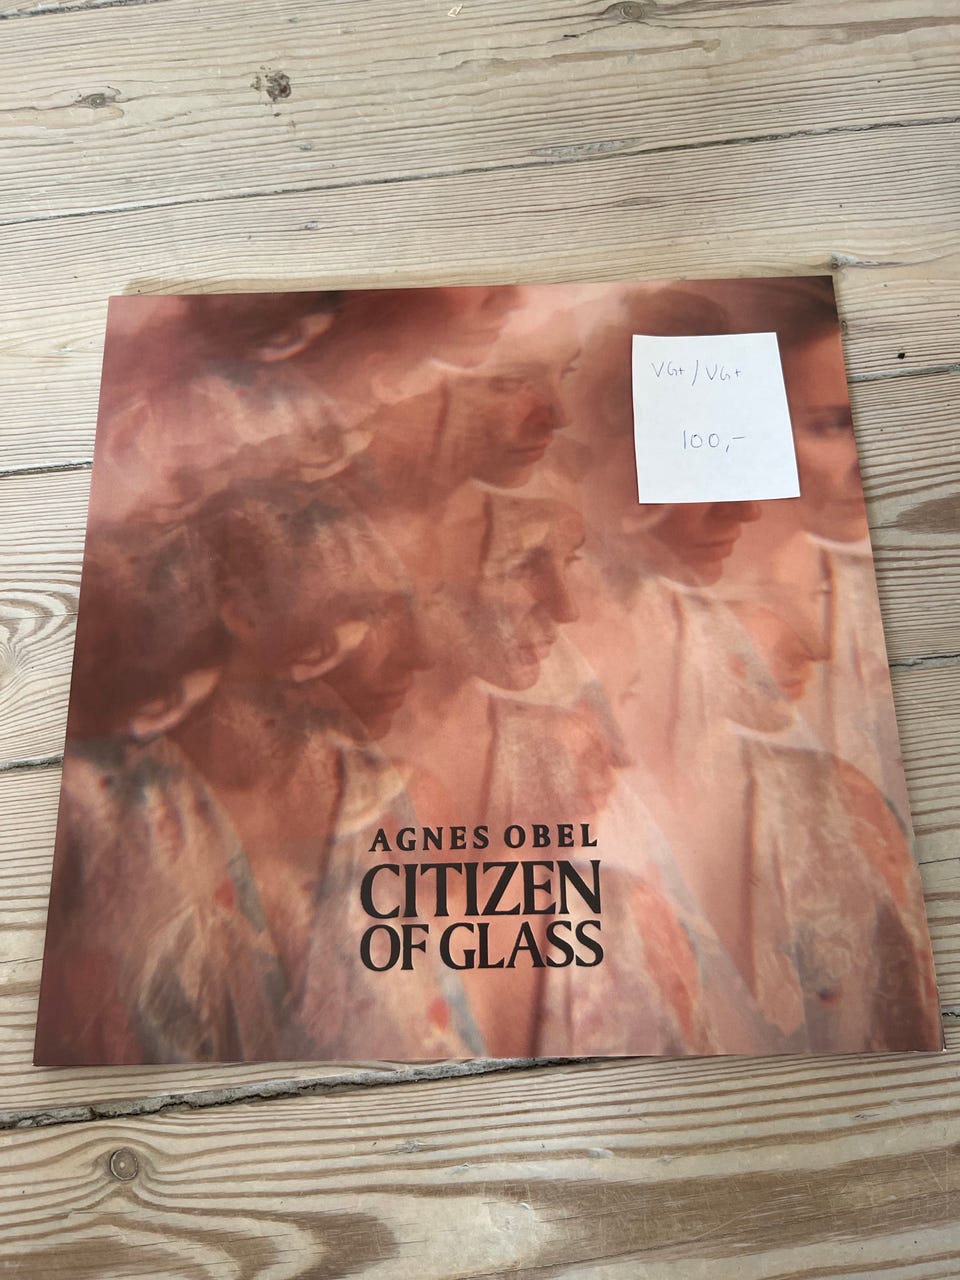 VG+ / VG+
100,-
AGNES OBEL
CITIZEN
OF GLASS